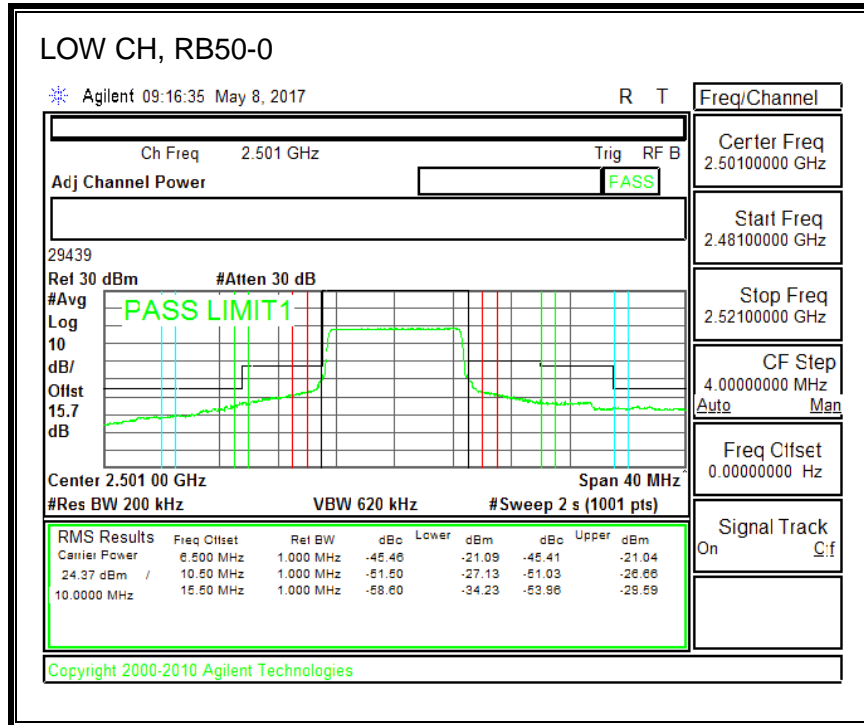 LOW CH, RB50-0
Agilent 09:16:35 May 8, 2017 R T
Ch Freq 2.501 GHz Trig RF B
Adj Channel Power PASS
29439
Ref 30 dBm #Atten 30 dB
#Avg
Log
10
dB/
Offst
15.7
dB
PASS LIMIT1
Center 2.501 00 GHz Span 40 MHz
#Res BW 200 kHz VBW 620 kHz #Sweep 2 s (1001 pts)
RMS Results Freq Offset Ref BW dBc Lower dBm dBc Upper dBm
Carrier Power 6.500 MHz 1.000 MHz -45.46 -21.09 -45.41 -21.04
24.37 dBm / 10.50 MHz 1.000 MHz -51.50 -27.13 -51.03 -26.66
10.0000 MHz 15.50 MHz 1.000 MHz -58.60 -34.23 -53.96 -29.59
Copyright 2000-2010 Agilent Technologies
Freq/Channel
Center Freq
2.50100000 GHz
Start Freq
2.48100000 GHz
Stop Freq
2.52100000 GHz
CF Step
4.00000000 MHz
Auto Man
Freq Offset
0.00000000 Hz
Signal Track
On Off